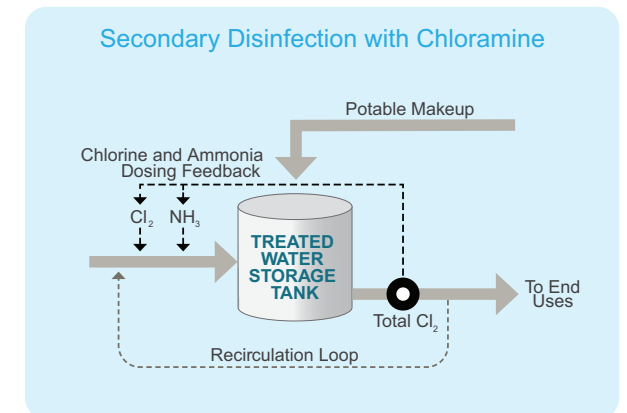 Secondary Disinfection with Chloramine
Potable Makeup
Chlorine and Ammonia
Dosing Feedback
Cl₂ NH₃
TREATED
WATER
STORAGE
TANK
To End
Uses
Total Cl₂
Recirculation Loop